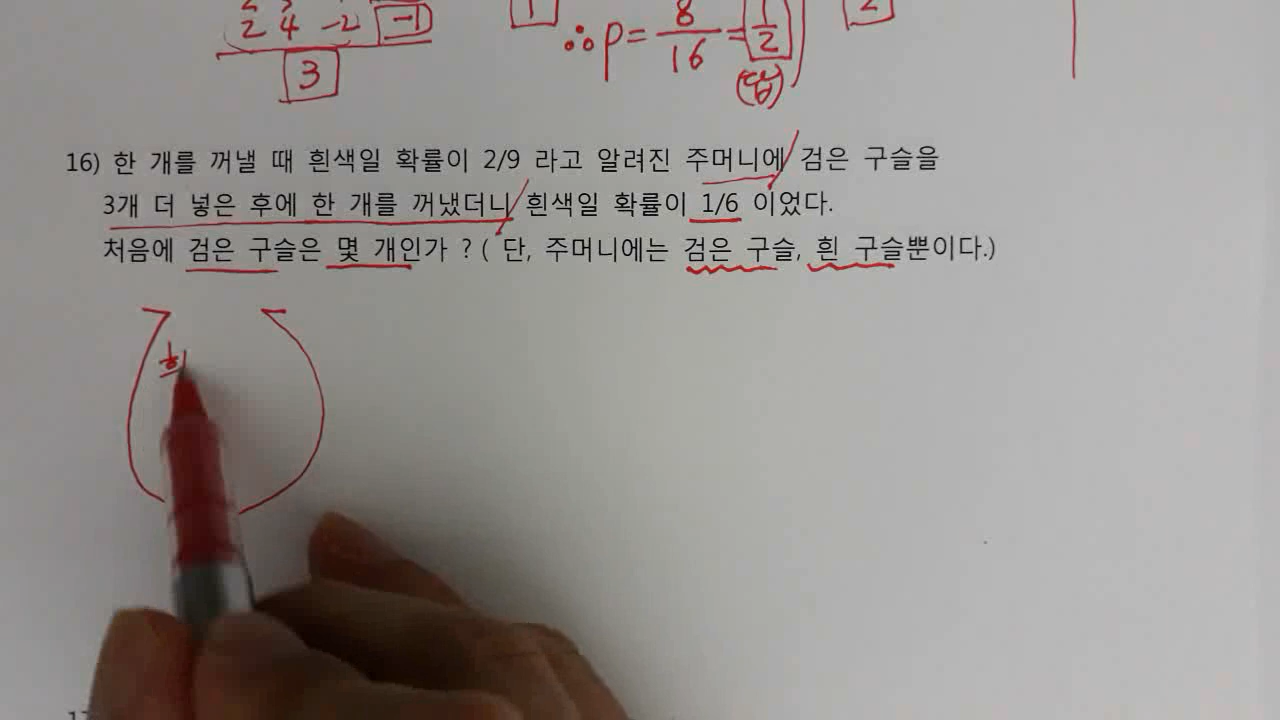 2 4 -2 -1
3
1
∴p= 8/16 = 1/2
(답)
2
16) 한 개를 꺼낼 때 흰색일 확률이 2/9 라고 알려진 주머니에 검은 구슬을
3개 더 넣은 후에 한 개를 꺼냈더니 흰색일 확률이 1/6 이었다.
처음에 검은 구슬은 몇 개인가 ? ( 단, 주머니에는 검은 구슬, 흰 구슬뿐이다.)